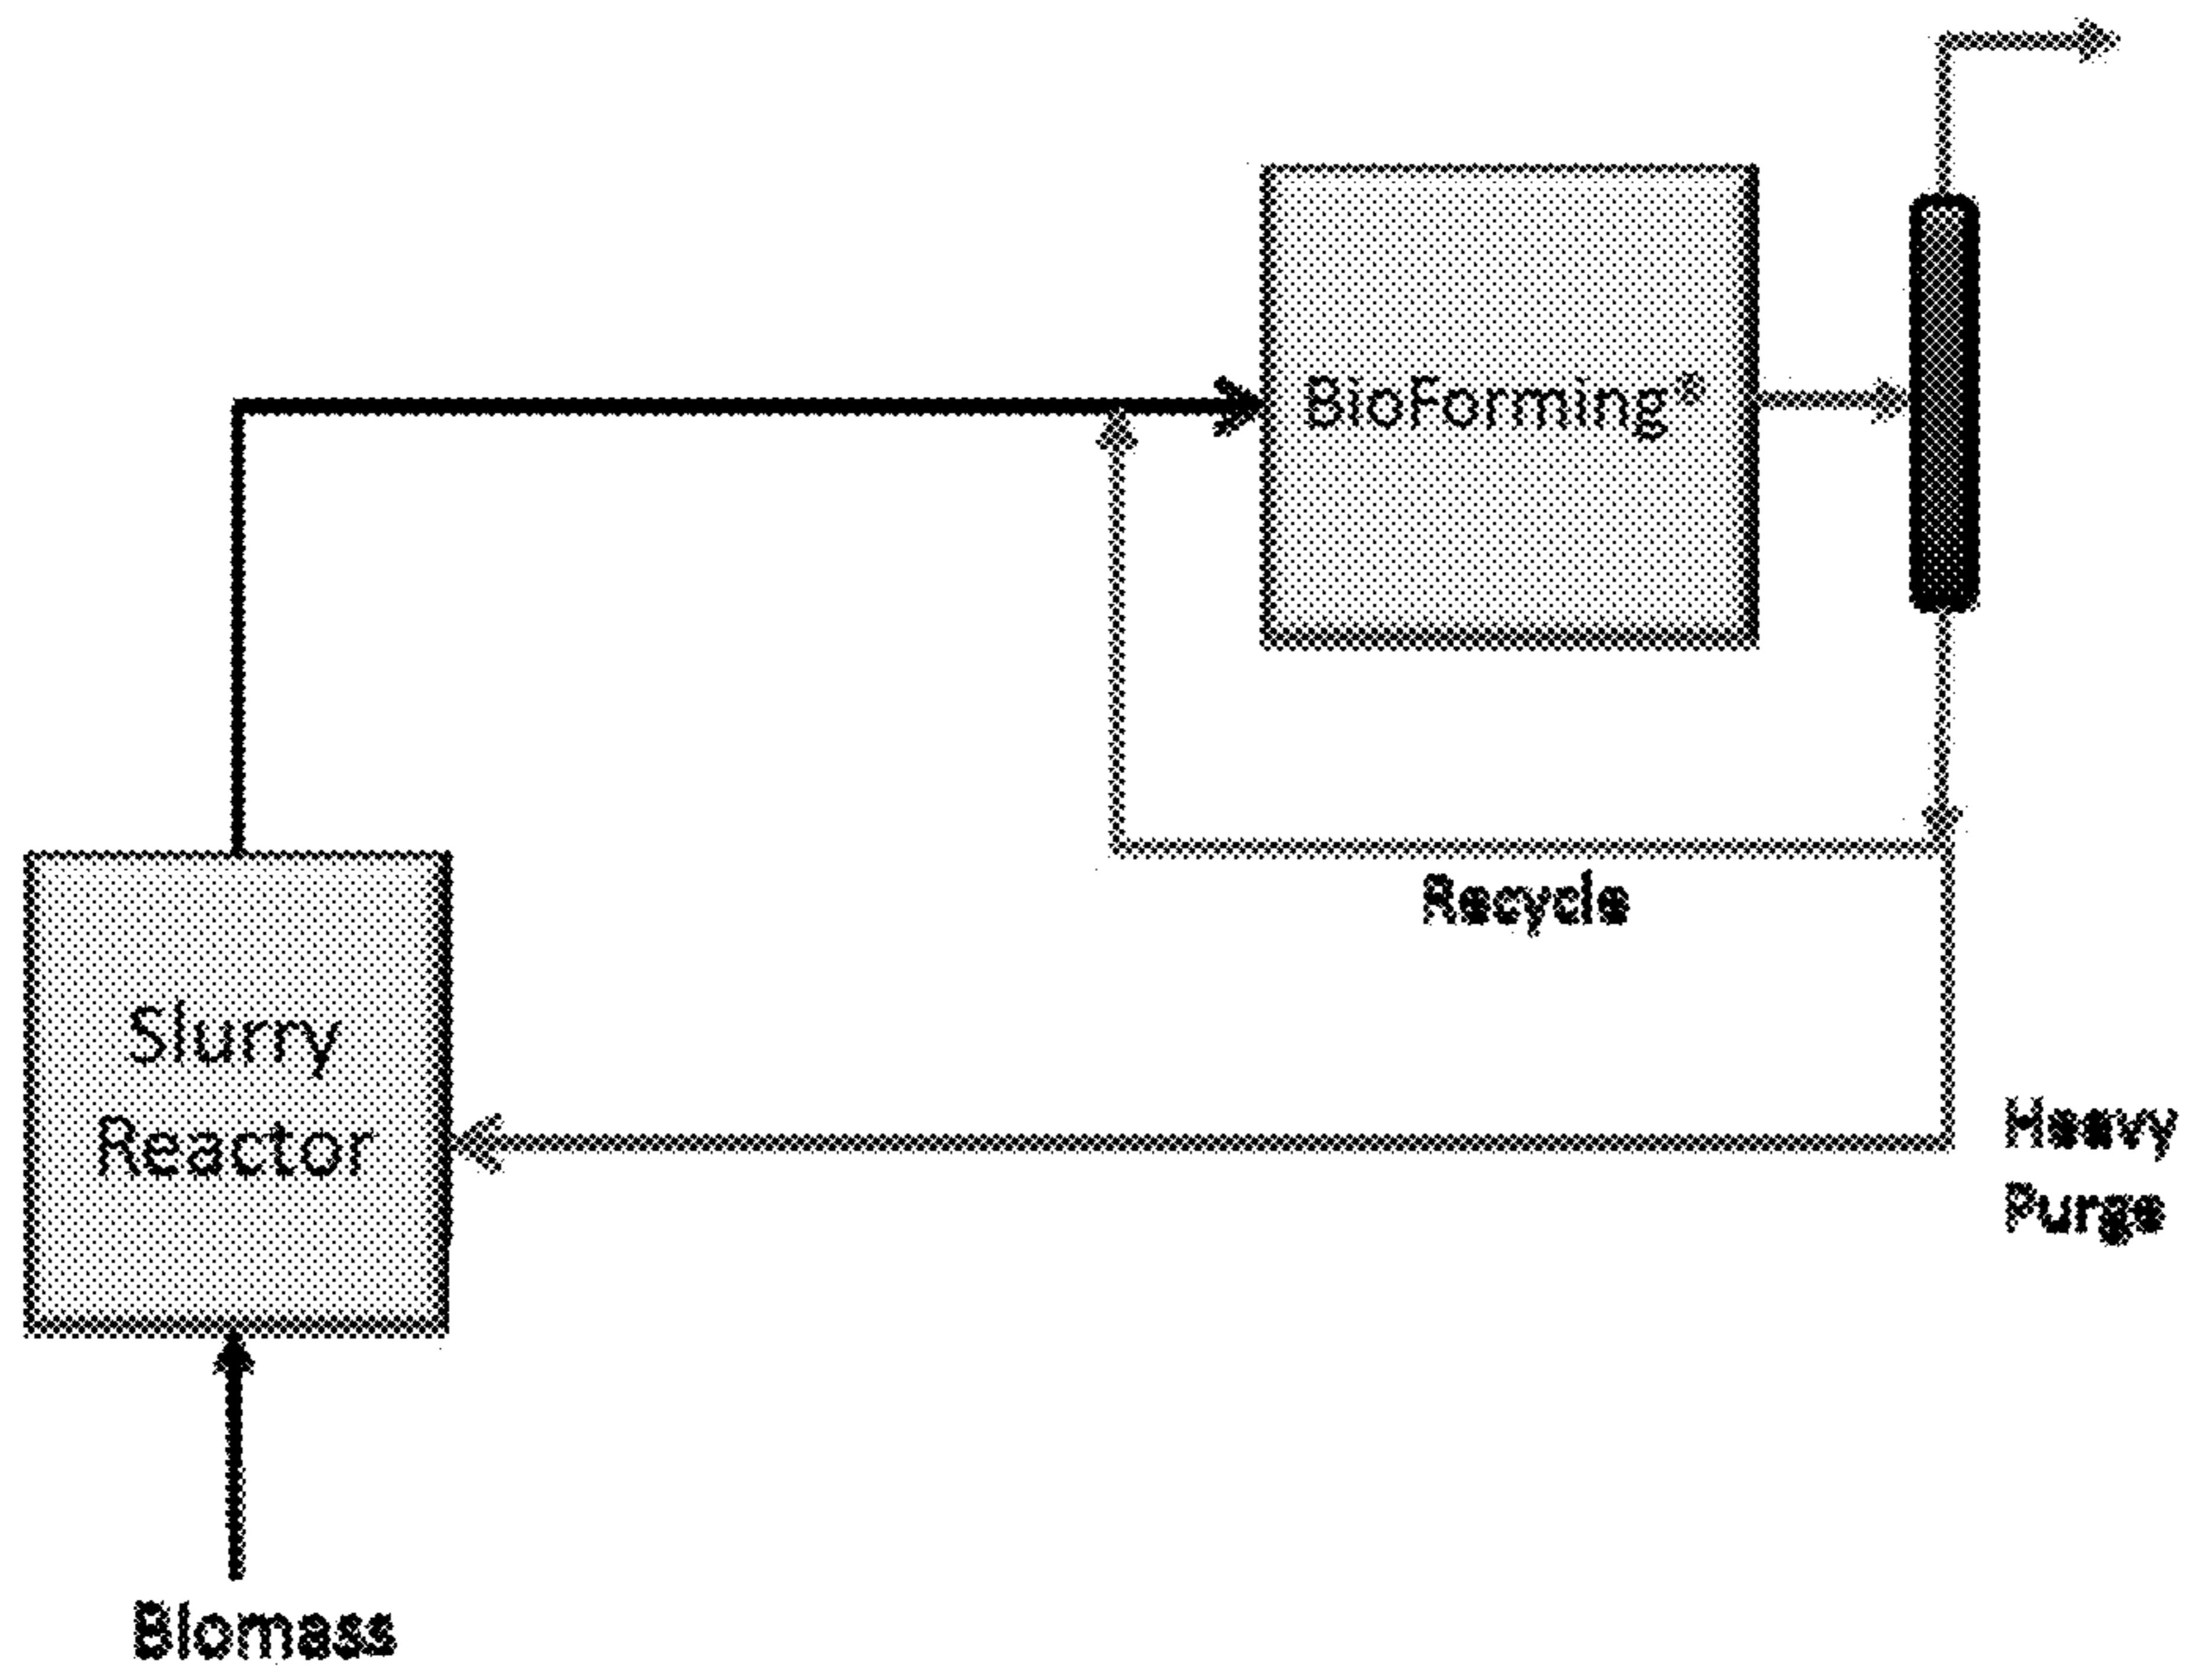 BioForming®
Recycle
Slurry
Reactor
Heavy
Purge
Biomass